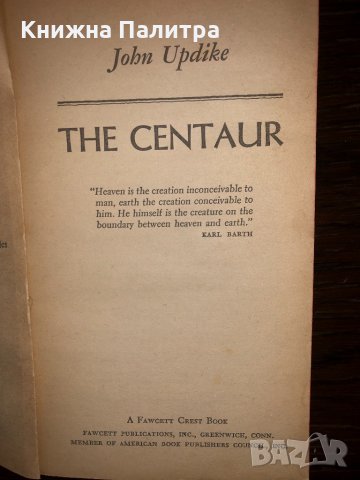 Книжна Палитра
John Updike
THE CENTAUR
"Heaven is the creation inconceivable to
man, earth the creation conceivable to
him. He himself is the creature on the
boundary between heaven and earth."
KARL BARTH
A FAWCETT CREST BOOK
FAWCETT PUBLICATIONS, INC., GREENWICH, CONN.
MEMBER OF AMERICAN BOOK PUBLISHERS COUNCIL, INC.
BAZAR